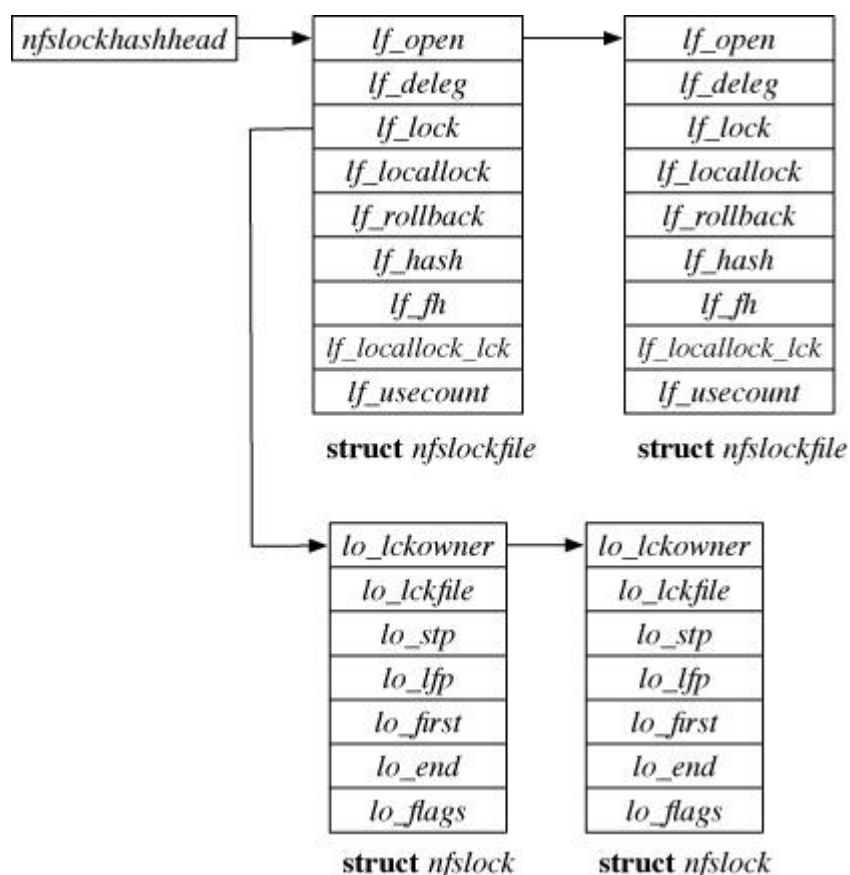 nfslockhashhead
lf_open
lf_deleg
lf_lock
lf_locallock
lf_rollback
lf_hash
lf_fh
lf_locallock_lck
lf_usecount
struct nfslockfile
lf_open
lf_deleg
lf_lock
lf_locallock
lf_rollback
lf_hash
lf_fh
lf_locallock_lck
lf_usecount
struct nfslockfile
lo_lckowner
lo_lckfile
lo_stp
lo_lfp
lo_first
lo_end
lo_flags
struct nfslock
lo_lckowner
lo_lckfile
lo_stp
lo_lfp
lo_first
lo_end
lo_flags
struct nfslock